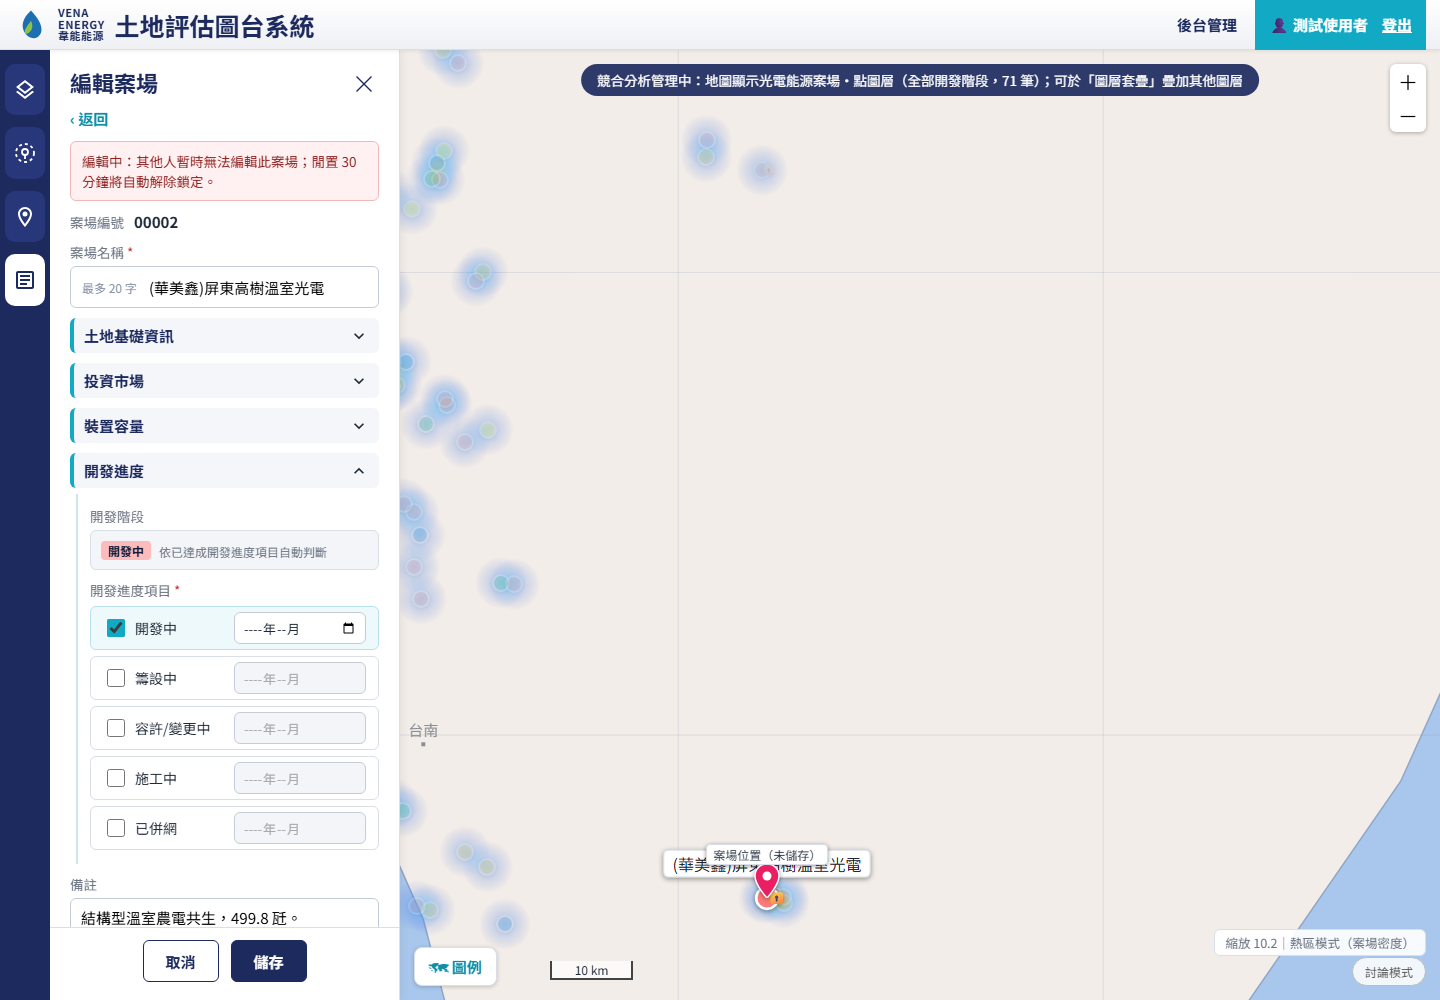 VENA
ENERGY
韋能能源
土地評估圖台系統
後台管理
測試使用者
登出
編輯案場
‹ 返回
編輯中：其他人暫時無法編輯此案場；閒置 30
分鐘將自動解除鎖定。
案場編號 00002
案場名稱 *
最多 20 字 (華美鑫)屏東高樹溫室光電
土地基礎資訊
投資市場
裝置容量
開發進度
開發階段
開發中 依已達成開發進度項目自動判斷
開發進度項目 *
開發中 ----年--月
籌設中 ----年--月
容許/變更中 ----年--月
施工中 ----年--月
已併網 ----年--月
備註
結構型溫室農電共生，499.8 瓩。
取消
儲存
競合分析管理中：地圖顯示光電能源案場・點圖層（全部開發階段，71 筆）；可於「圖層套疊」疊加其他圖層
台南
案場位置（未儲存）
(華美鑫)屏東高樹溫室光電
圖例
10 km
縮放 10.2｜熱區模式（案場密度）
討論模式